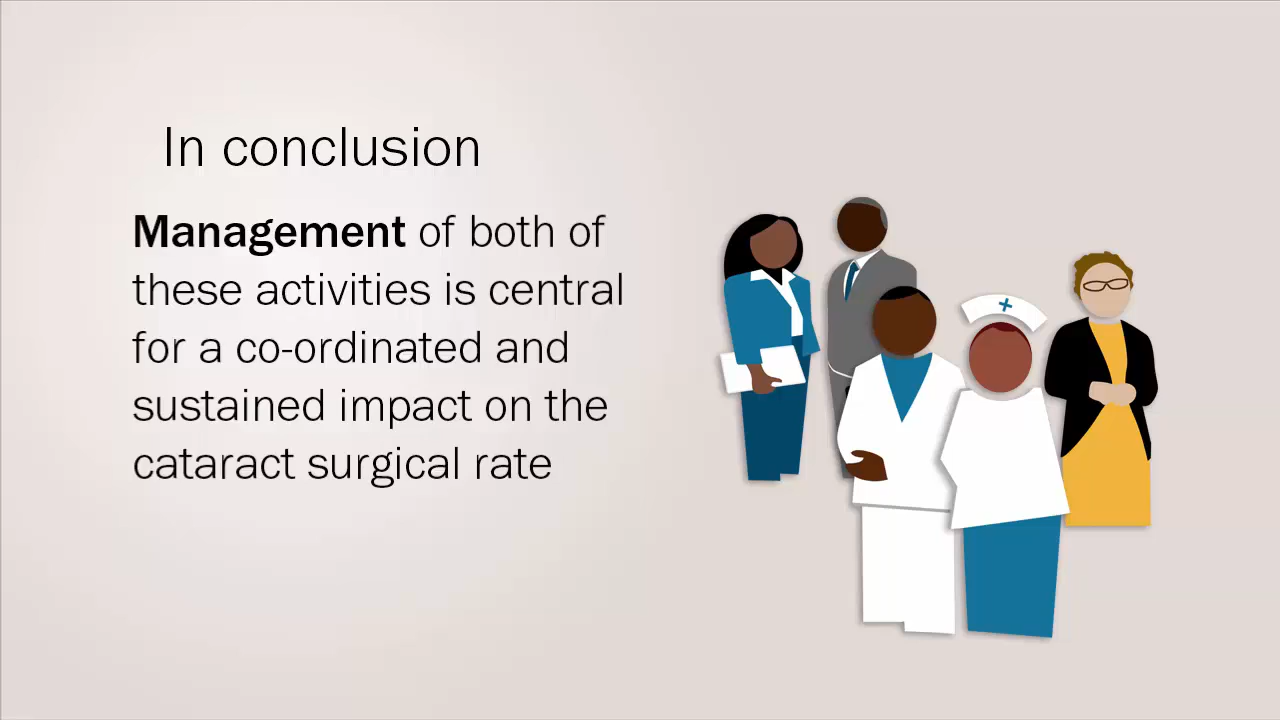 In conclusion
Management of both of
these activities is central
for a co-ordinated and
sustained impact on the
cataract surgical rate